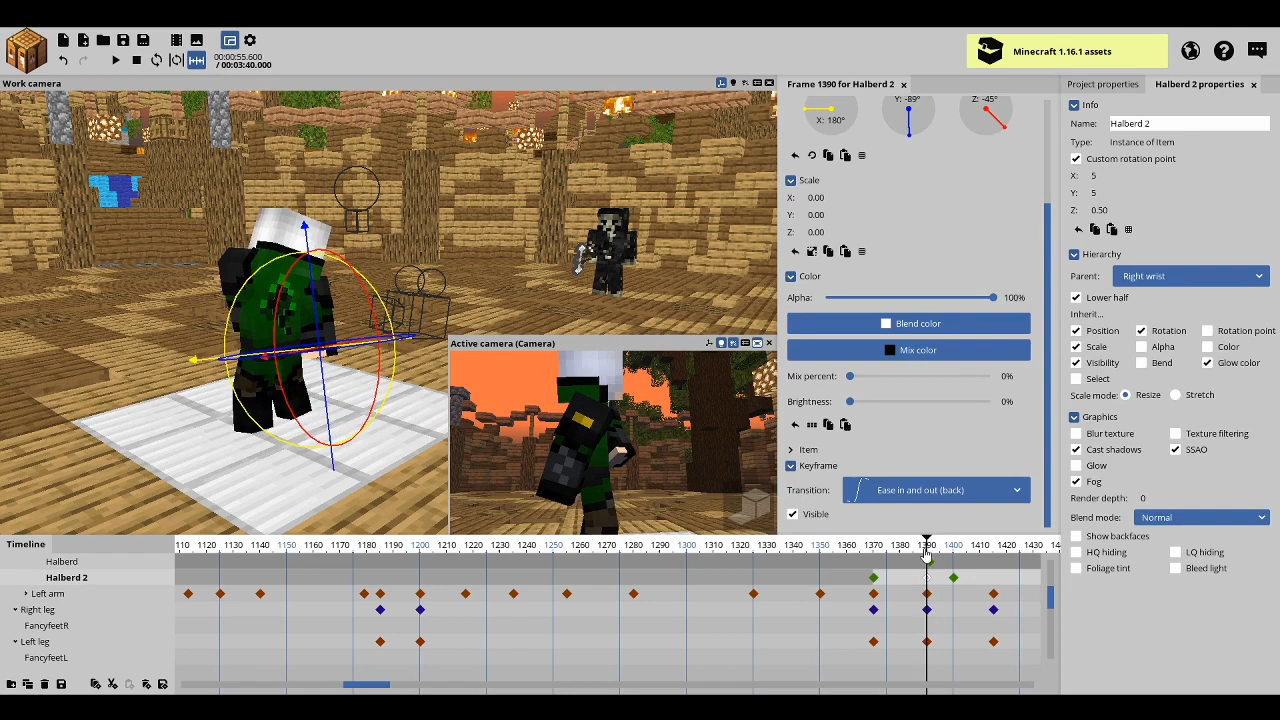 00:00:55.600
/ 00:03:40.000
Minecraft 1.16.1 assets
Work camera
Active camera (Camera)
Frame 1390 for Halberd 2
X: 180°
Y: -89°
Z: -45°
Scale
X: 0.00
Y: 0.00
Z: 0.00
Color
Alpha: 100%
Blend color
Mix color
Mix percent: 0%
Brightness: 0%
Item
Keyframe
Transition: Ease in and out (back)
Visible
Project properties
Halberd 2 properties
Info
Name: Halberd 2
Type: Instance of Item
Custom rotation point
X: 5
Y: 5
Z: 0.50
Hierarchy
Parent: Right wrist
Lower half
Inherit...
Position Rotation Rotation point
Scale Alpha Color
Visibility Bend Glow color
Select
Scale mode: Resize Stretch
Graphics
Blur texture Texture filtering
Cast shadows SSAO
Glow
Fog
Render depth: 0
Blend mode: Normal
Show backfaces
HQ hiding LQ hiding
Foliage tint Bleed light
Timeline
110 1120 1130 1140 1150 1160 1170 1180 1190 1200 1210 1220 1230 1240 1250 1260 1270 1280 1290 1300 1310 1320 1330 1340 1350 1360 1370 1380 1390 1400 1410 1420 1430 14
Halberd
Halberd 2
Left arm
Right leg
FancyfeetR
Left leg
FancyfeetL